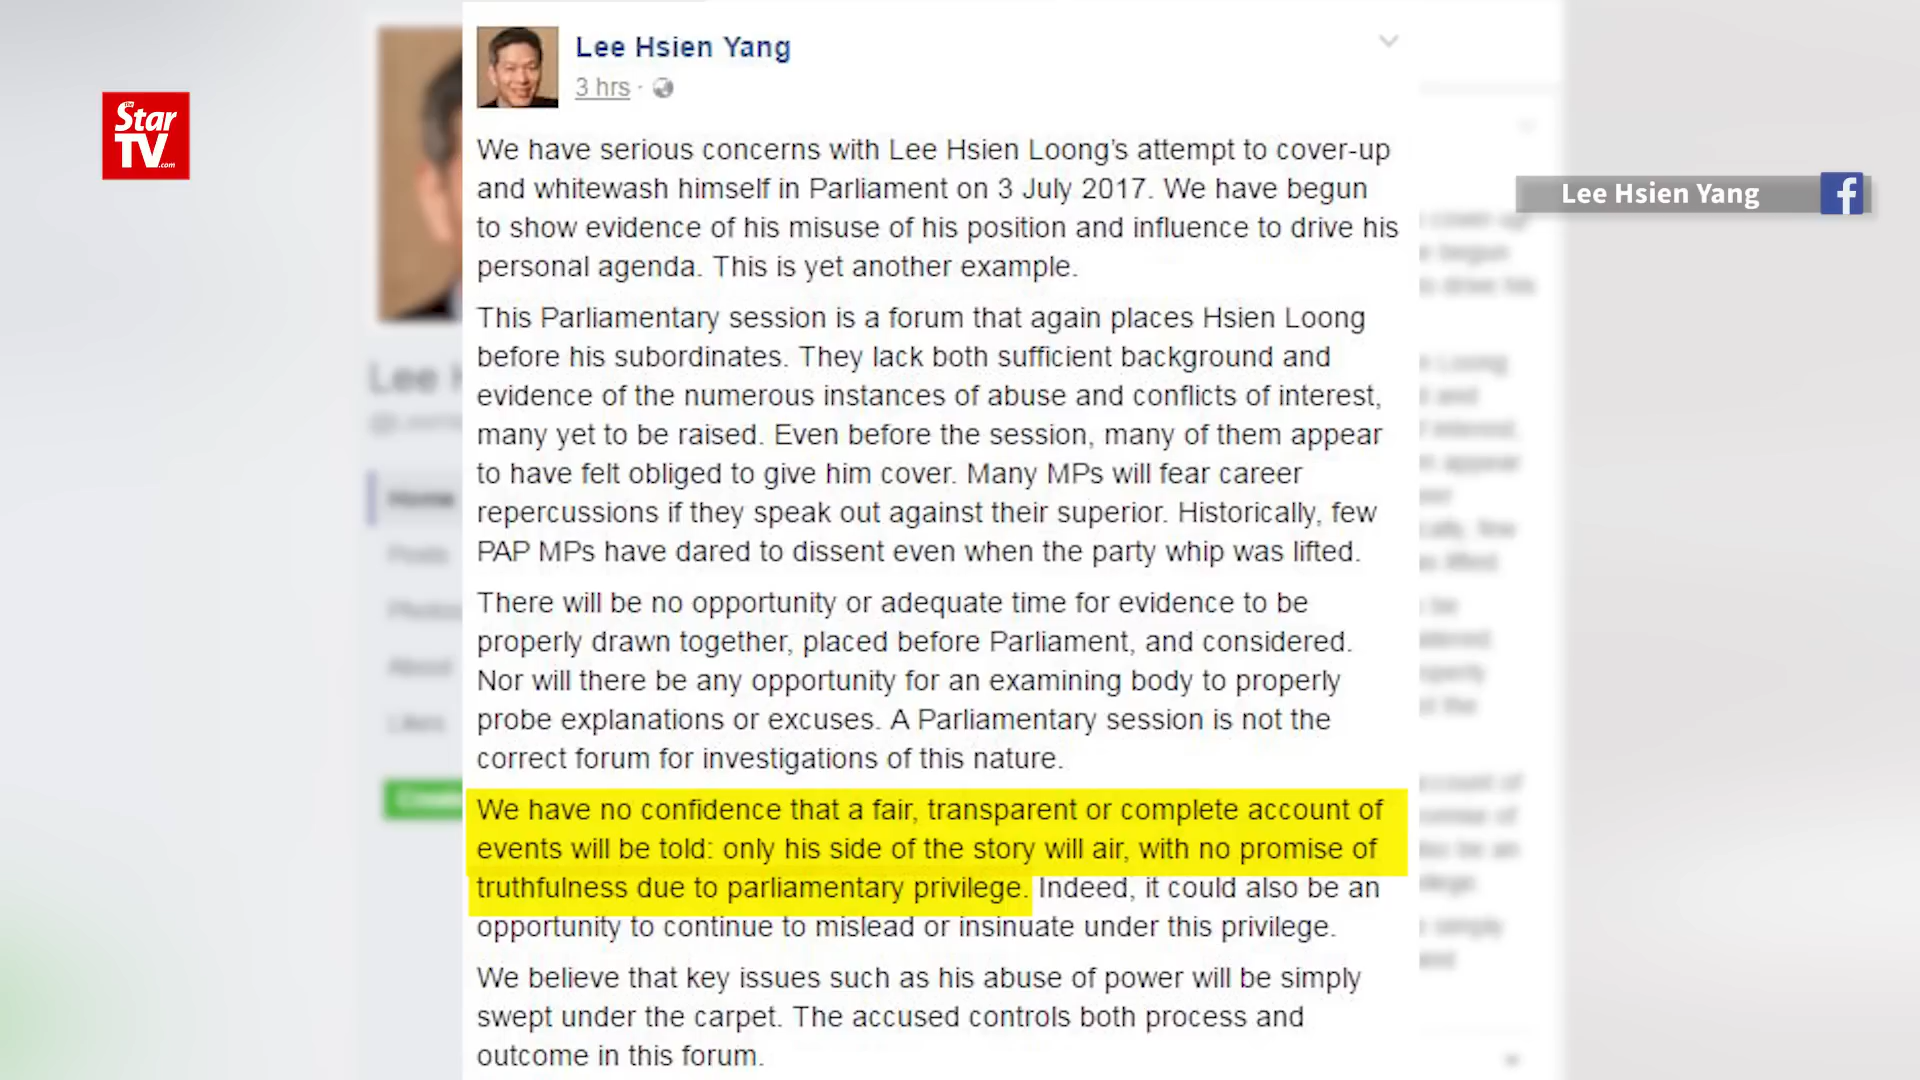 Lee Hsien Yang
3 hrs ·
The
Star
TV
.com
Lee Hsien Yang
f
We have serious concerns with Lee Hsien Loong's attempt to cover-up
and whitewash himself in Parliament on 3 July 2017. We have begun
to show evidence of his misuse of his position and influence to drive his
personal agenda. This is yet another example.
This Parliamentary session is a forum that again places Hsien Loong
before his subordinates. They lack both sufficient background and
evidence of the numerous instances of abuse and conflicts of interest,
many yet to be raised. Even before the session, many of them appear
to have felt obliged to give him cover. Many MPs will fear career
repercussions if they speak out against their superior. Historically, few
PAP MPs have dared to dissent even when the party whip was lifted.
There will be no opportunity or adequate time for evidence to be
properly drawn together, placed before Parliament, and considered.
Nor will there be any opportunity for an examining body to properly
probe explanations or excuses. A Parliamentary session is not the
correct forum for investigations of this nature.
We have no confidence that a fair, transparent or complete account of
events will be told: only his side of the story will air, with no promise of
truthfulness due to parliamentary privilege. Indeed, it could also be an
opportunity to continue to mislead or insinuate under this privilege.
We believe that key issues such as his abuse of power will be simply
swept under the carpet. The accused controls both process and
outcome in this forum.
Lee
Home
Posts
About
Likes